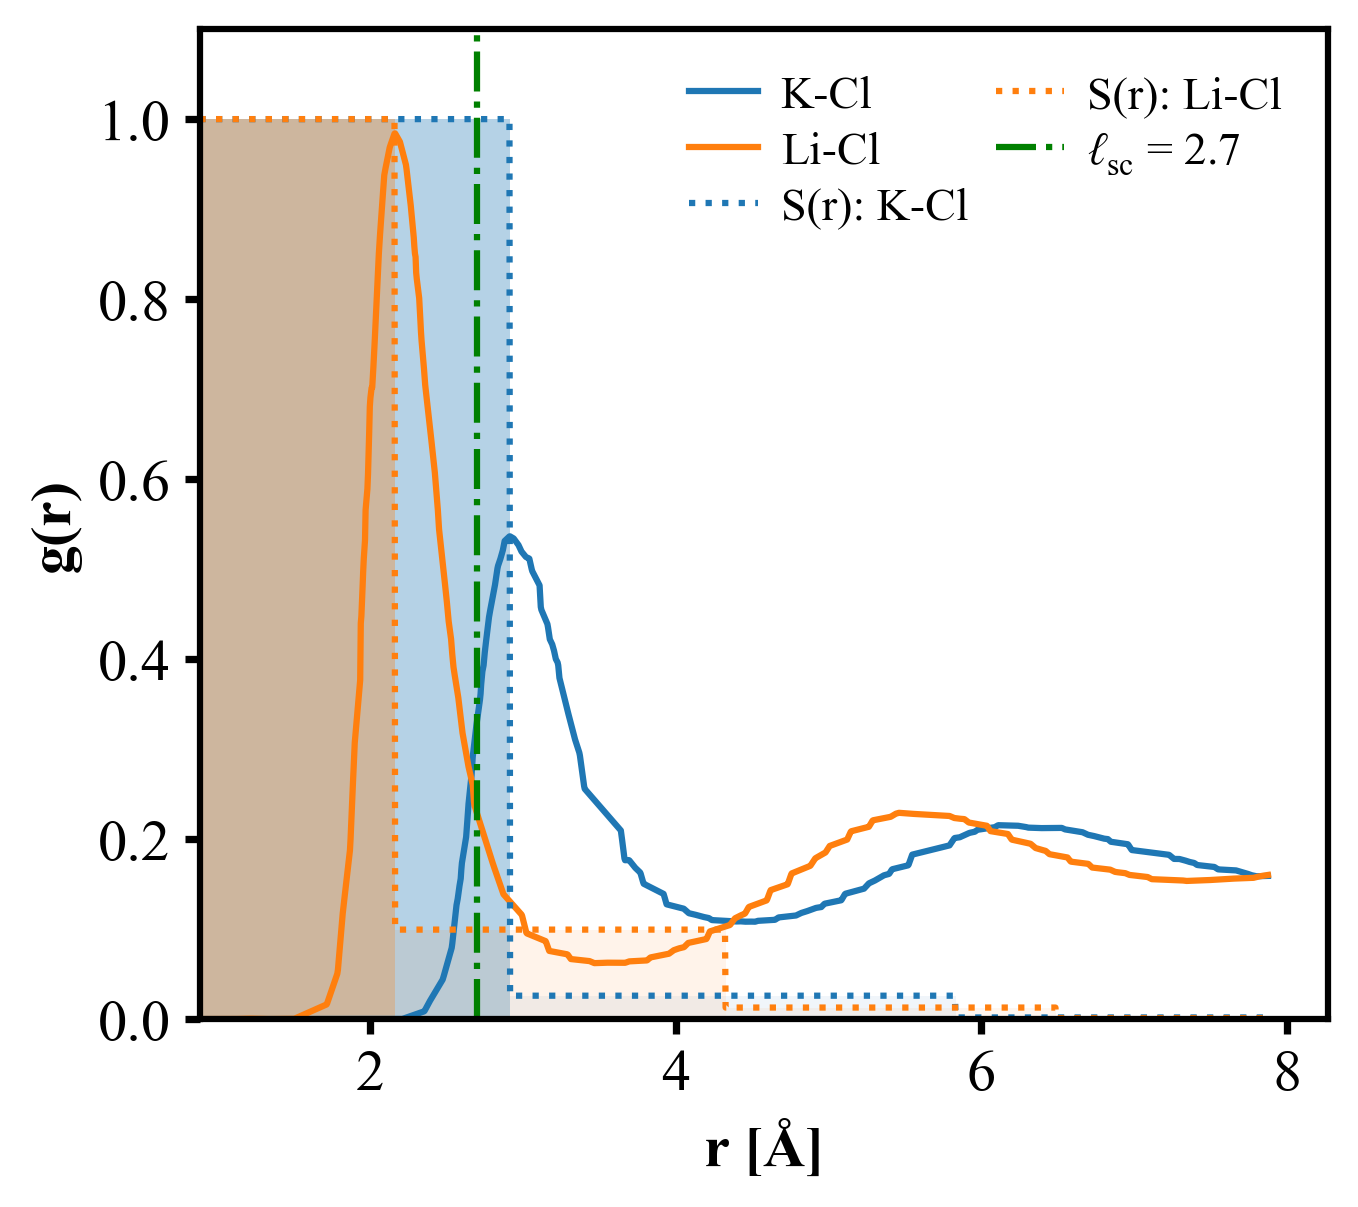 K-Cl
Li-Cl
S(r): K-Cl
S(r): Li-Cl
ℓsc = 2.7
1.0
0.8
0.6
0.4
0.2
0.0
g(r)
2 4 6 8
r [Å]